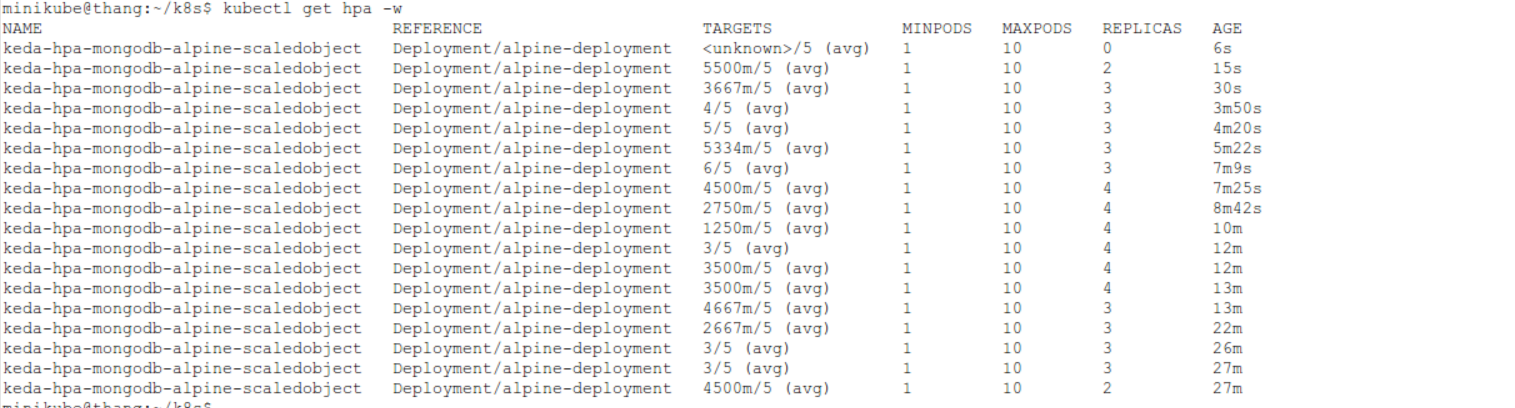 minikube@thang:~/k8s$ kubectl get hpa -w
NAME REFERENCE TARGETS MINPODS MAXPODS REPLICAS AGE
keda-hpa-mongodb-alpine-scaledobject Deployment/alpine-deployment <unknown>/5 (avg) 1 10 0 6s
keda-hpa-mongodb-alpine-scaledobject Deployment/alpine-deployment 5500m/5 (avg) 1 10 2 15s
keda-hpa-mongodb-alpine-scaledobject Deployment/alpine-deployment 3667m/5 (avg) 1 10 3 30s
keda-hpa-mongodb-alpine-scaledobject Deployment/alpine-deployment 4/5 (avg) 1 10 3 3m50s
keda-hpa-mongodb-alpine-scaledobject Deployment/alpine-deployment 5/5 (avg) 1 10 3 4m20s
keda-hpa-mongodb-alpine-scaledobject Deployment/alpine-deployment 5334m/5 (avg) 1 10 3 5m22s
keda-hpa-mongodb-alpine-scaledobject Deployment/alpine-deployment 6/5 (avg) 1 10 3 7m9s
keda-hpa-mongodb-alpine-scaledobject Deployment/alpine-deployment 4500m/5 (avg) 1 10 4 7m25s
keda-hpa-mongodb-alpine-scaledobject Deployment/alpine-deployment 2750m/5 (avg) 1 10 4 8m42s
keda-hpa-mongodb-alpine-scaledobject Deployment/alpine-deployment 1250m/5 (avg) 1 10 4 10m
keda-hpa-mongodb-alpine-scaledobject Deployment/alpine-deployment 3/5 (avg) 1 10 4 12m
keda-hpa-mongodb-alpine-scaledobject Deployment/alpine-deployment 3500m/5 (avg) 1 10 4 12m
keda-hpa-mongodb-alpine-scaledobject Deployment/alpine-deployment 3500m/5 (avg) 1 10 4 13m
keda-hpa-mongodb-alpine-scaledobject Deployment/alpine-deployment 4667m/5 (avg) 1 10 3 13m
keda-hpa-mongodb-alpine-scaledobject Deployment/alpine-deployment 2667m/5 (avg) 1 10 3 22m
keda-hpa-mongodb-alpine-scaledobject Deployment/alpine-deployment 3/5 (avg) 1 10 3 26m
keda-hpa-mongodb-alpine-scaledobject Deployment/alpine-deployment 3/5 (avg) 1 10 3 27m
keda-hpa-mongodb-alpine-scaledobject Deployment/alpine-deployment 4500m/5 (avg) 1 10 2 27m
minikube@thang:~/k8s$